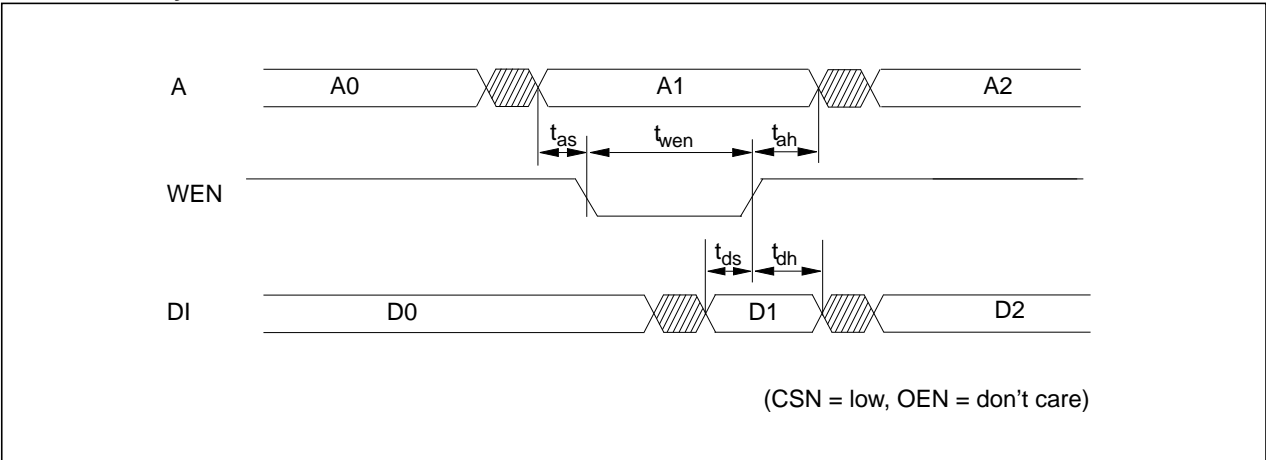 A A0 A1 A2
tas twen tah
WEN
tds tdh
DI D0 D1 D2
(CSN = low, OEN = don't care)